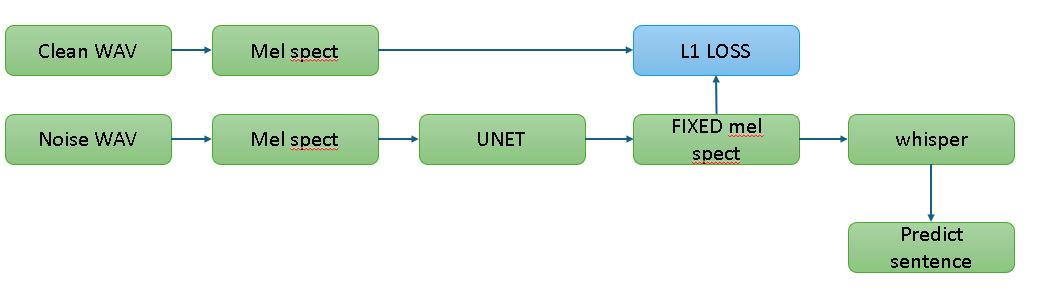 Clean WAV
Mel spect
L1 LOSS
Noise WAV
Mel spect
UNET
FIXED mel
spect
whisper
Predict
sentence